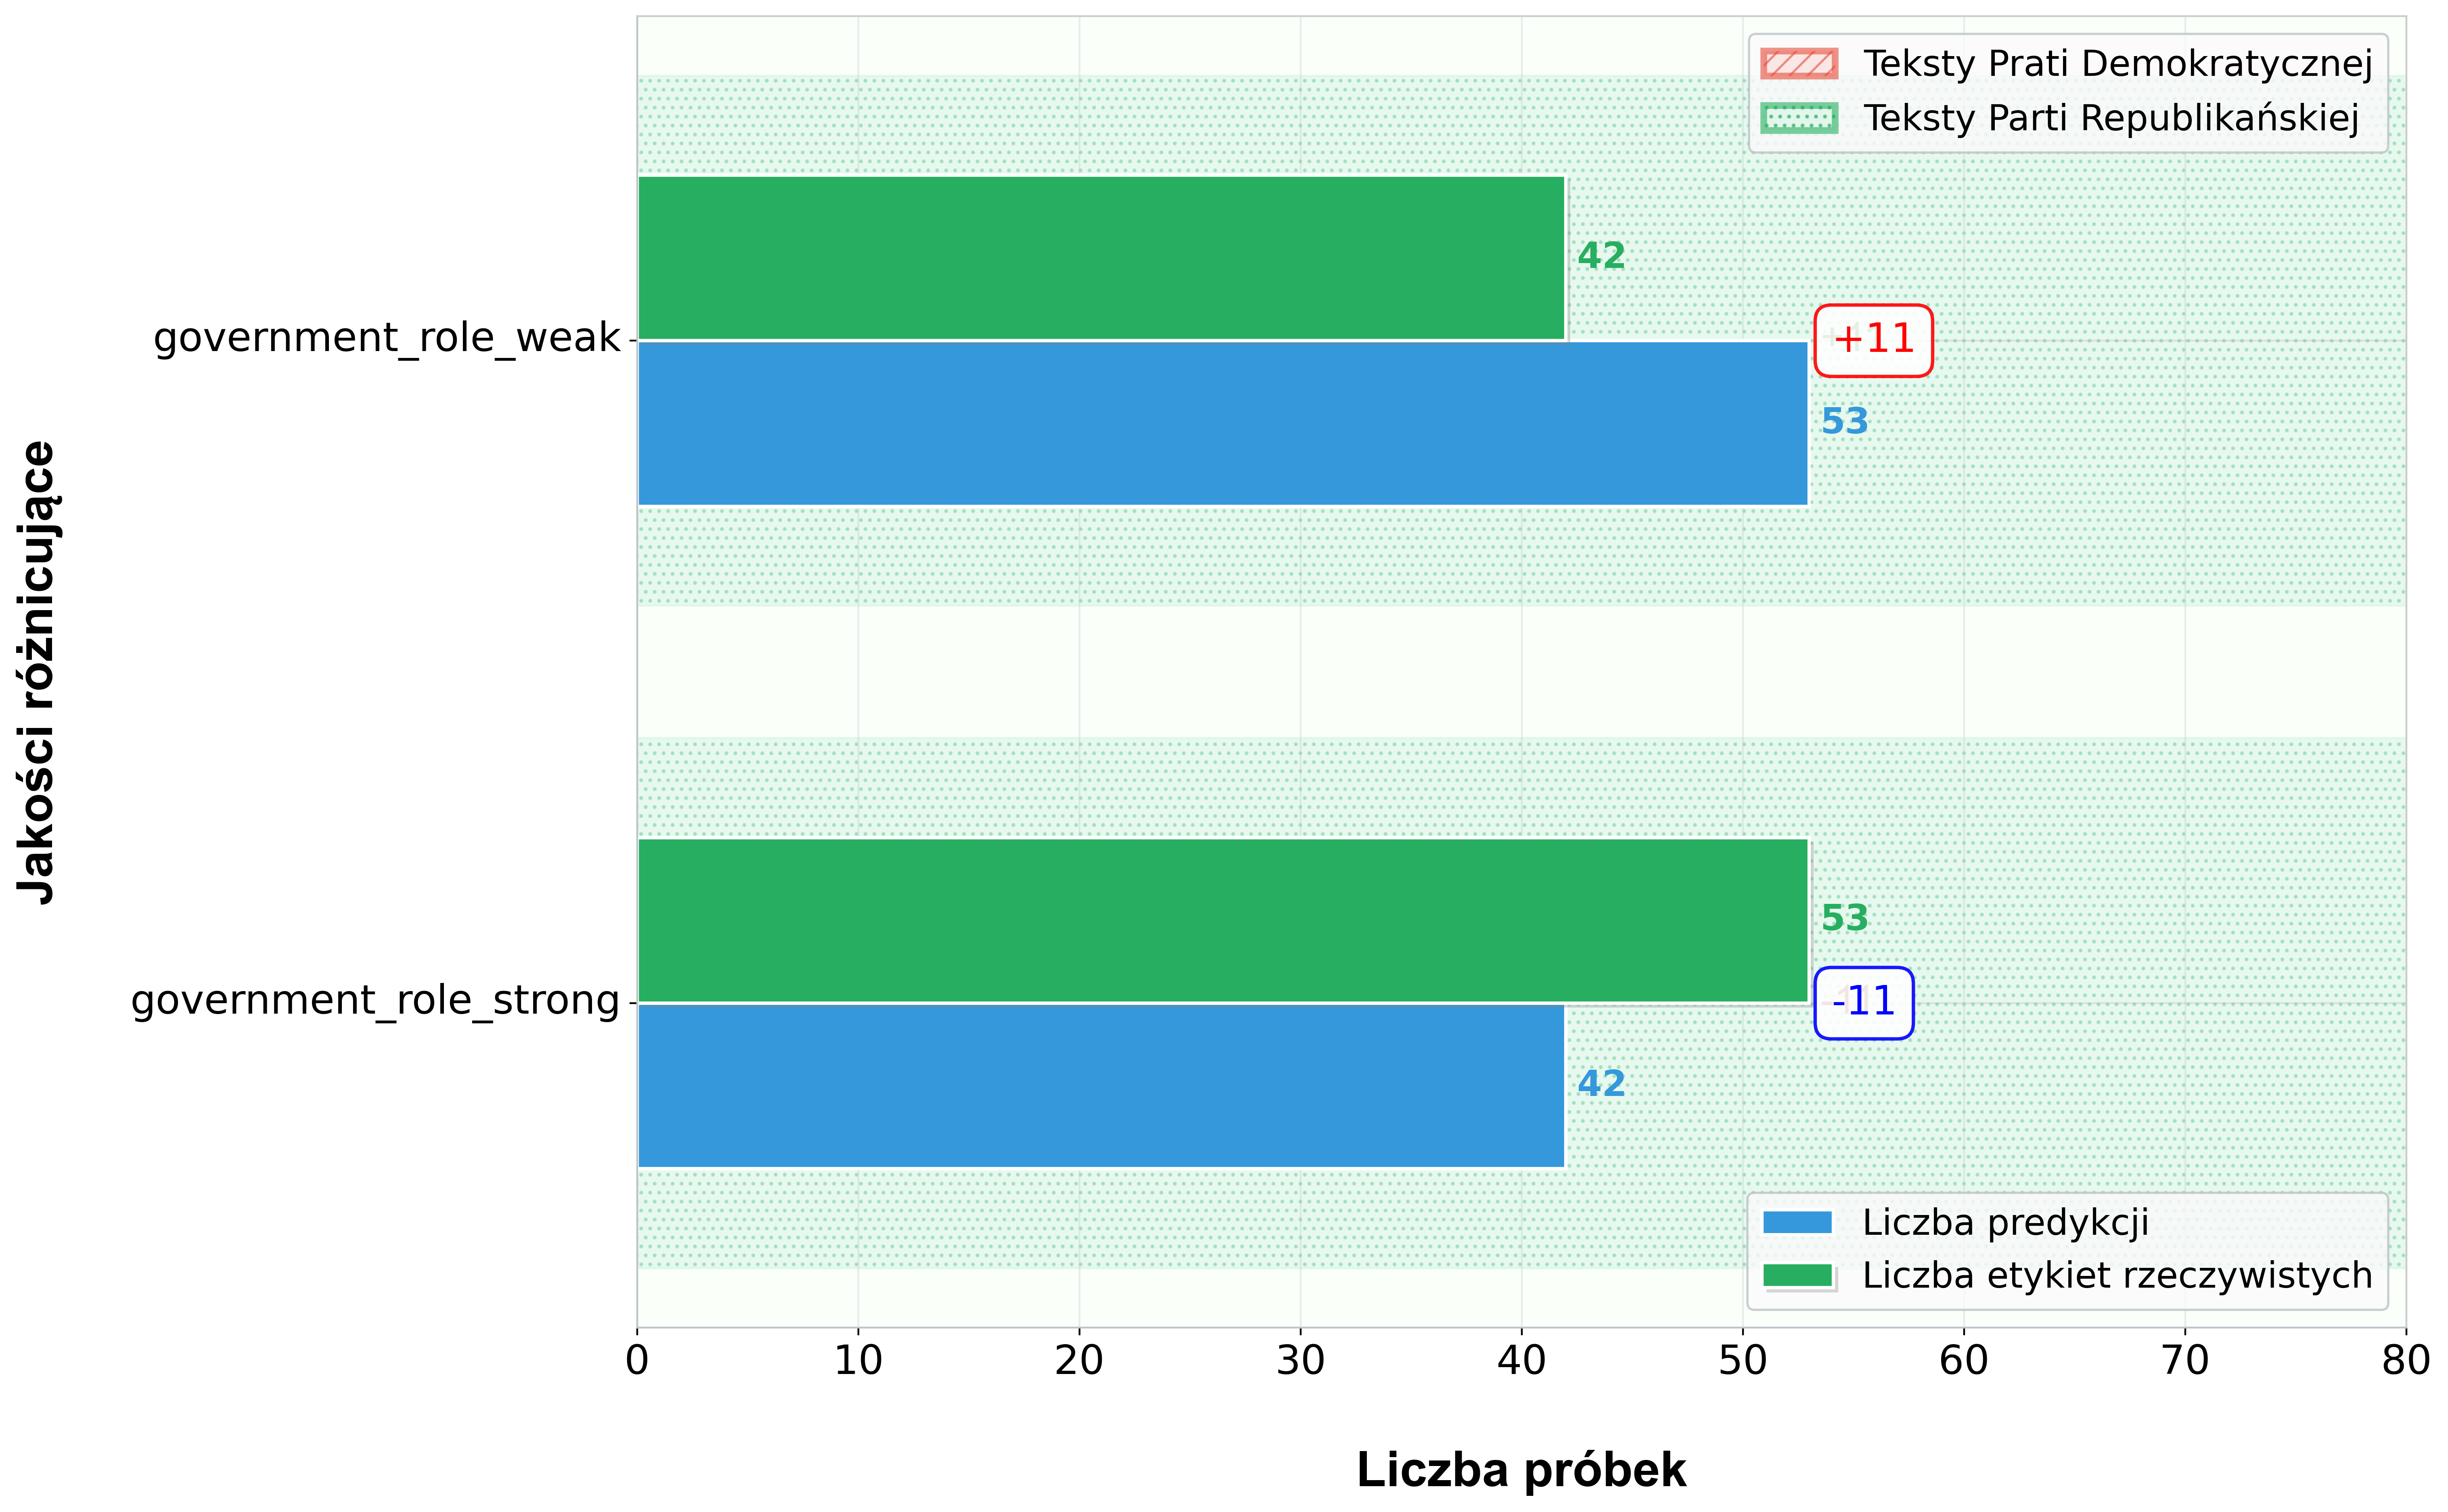 Teksty Prati Demokratycznej
Teksty Parti Republikańskiej
42
government_role_weak
+11
53
Jakości różnicujące
53
government_role_strong
-11
42
Liczba predykcji
Liczba etykiet rzeczywistych
0 10 20 30 40 50 60 70 80
Liczba próbek